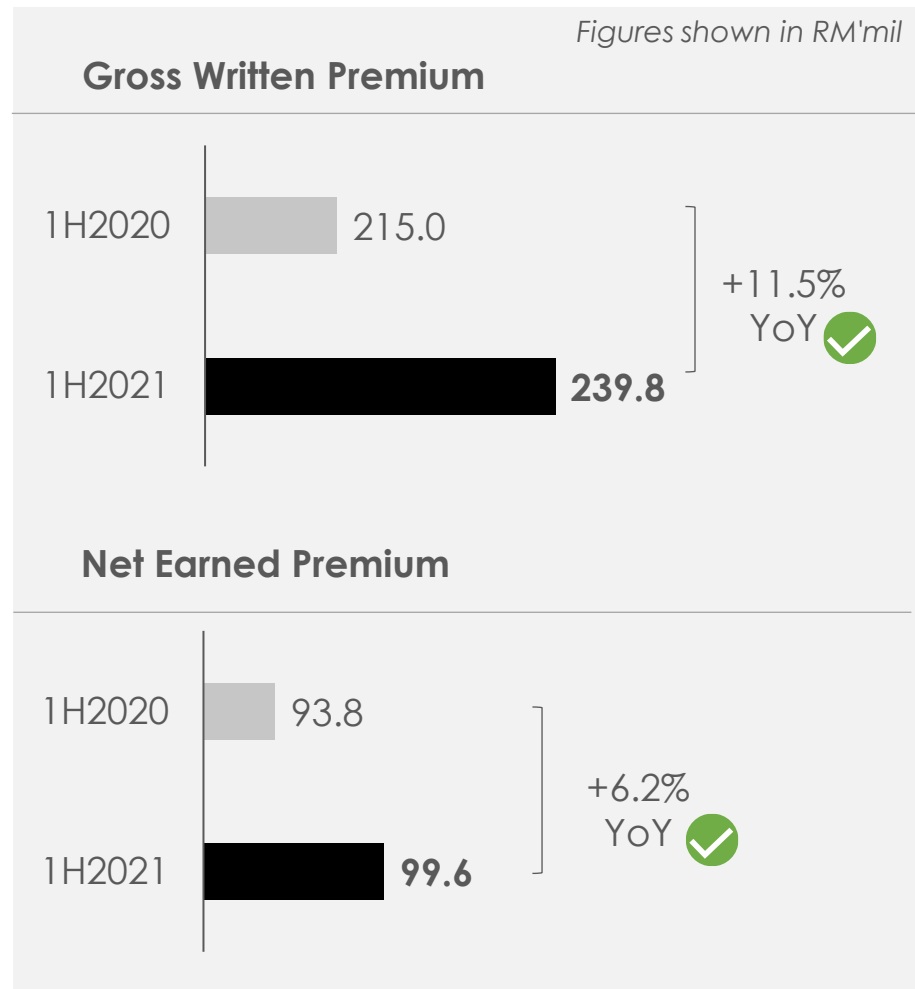 Figures shown in RM'mil
Gross Written Premium
1H2020
215.0
+11.5%
YoY
1H2021
239.8
Net Earned Premium
1H2020
93.8
+6.2%
YoY
1H2021
99.6